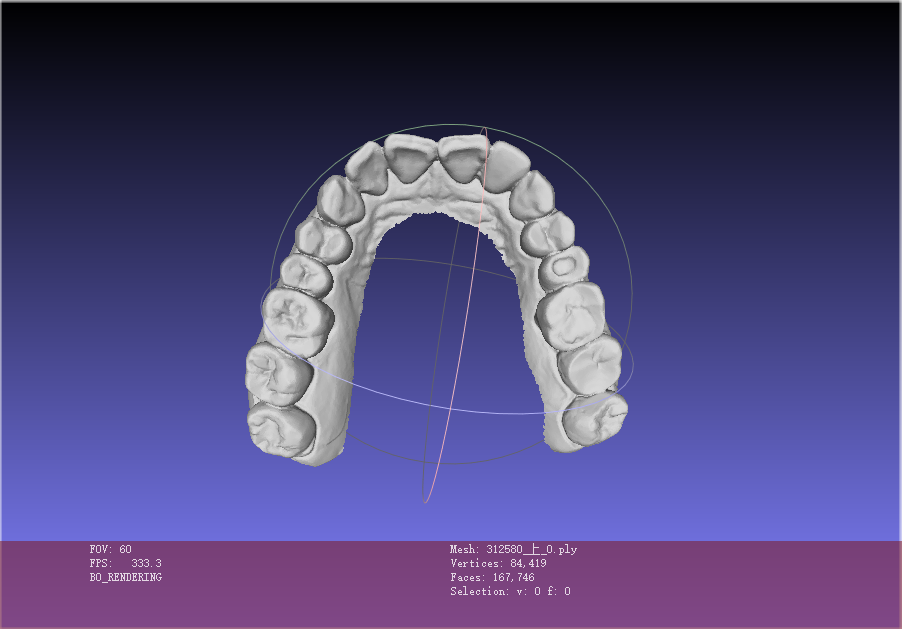 FOV: 60
FPS: 333.3
BO_RENDERING
Mesh: 312580__上_0.ply
Vertices: 84,419
Faces: 167,746
Selection: v: 0 f: 0